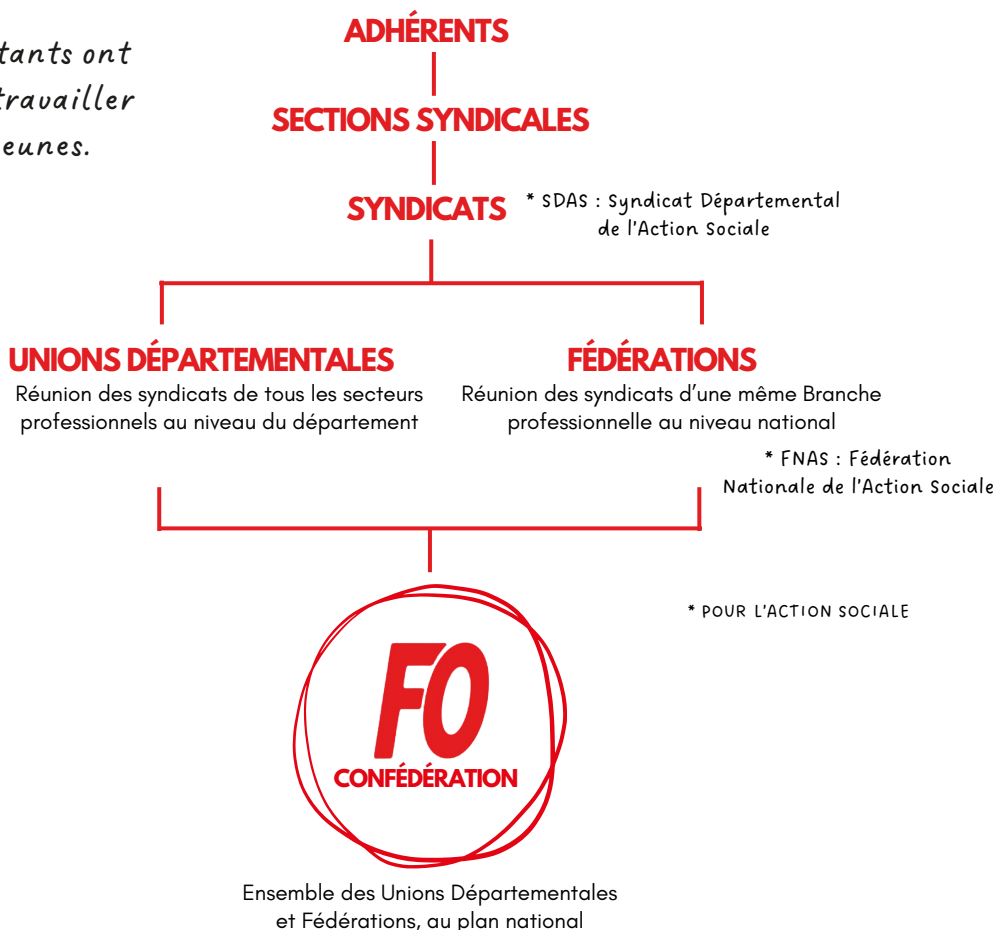 tants ont
travailler
eunes.
ADHÉRENTS
SECTIONS SYNDICALES
SYNDICATS
* SDAS : Syndicat Départemental
de l'Action Sociale
UNIONS DÉPARTEMENTALES
Réunion des syndicats de tous les secteurs
professionnels au niveau du département
FÉDÉRATIONS
Réunion des syndicats d’une même Branche
professionnelle au niveau national
* FNAS : Fédération
Nationale de l'Action Sociale
* POUR L'ACTION SOCIALE
FO
CONFÉDÉRATION
Ensemble des Unions Départementales
et Fédérations, au plan national